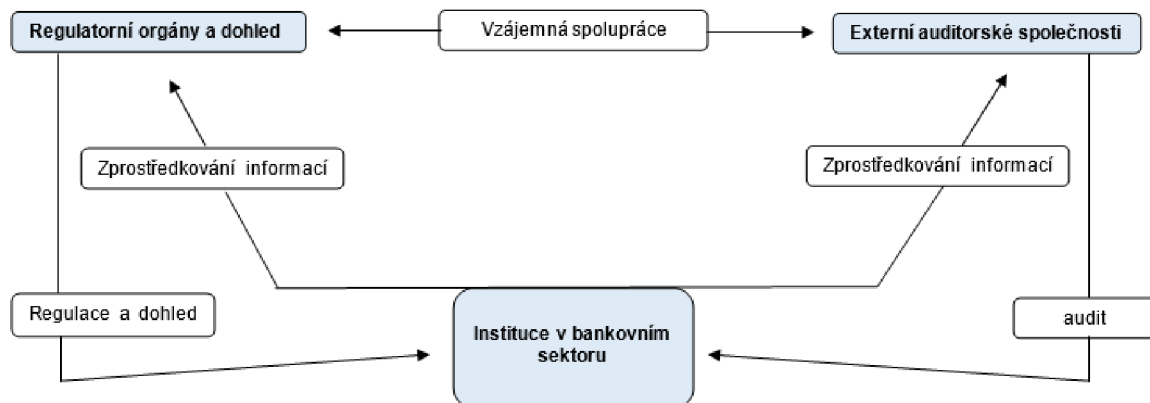 Regulatorní orgány a dohled
Vzájemná spolupráce
Externí auditorské společnosti
Zprostředkování informací
Zprostředkování informací
Regulace a dohled
Instituce v bankovním
sektoru
audit